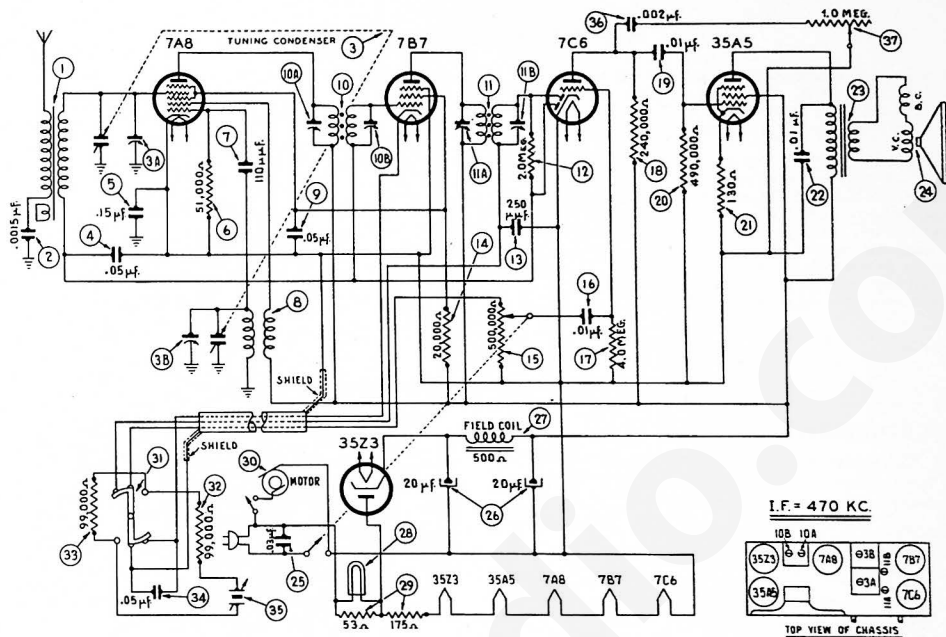 36
.002µf.
1.0 MEG.
37
TUNING CONDENSER
3
7A8
7B7
7C6
35A5
.01µf.
19
1
10A
10
11
11B
23
B.C.
V.C.
24
3A
7
110µµf.
10B
11A
2.0MEG.
12
240,000Ω
18
490,000Ω
20
.01µf.
22
5
.15µf.
51,000Ω
6
9
.05µf.
250
µµf.
13
130Ω
21
.0015µf.
2
4
.05µf.
14
16
.01µf.
8
3B
20,000Ω
500,000Ω
15
17
4.0 MEG.
SHIELD
SHIELD
35Z3
FIELD COIL
27
500Ω
31
30
MOTOR
20µf.
26
20µf.
32
99,000Ω
33
99,000Ω
.03µf.
25
28
I.F. = 470 KC.
10B 10A
35Z3
7A8
3B
3A
11B
7B7
35A5
11A
7C6
TOP VIEW OF CHASSIS
.05µf.
34
35
29
53Ω
175Ω
35Z3
35A5
7A8
7B7
7C6
dio.com